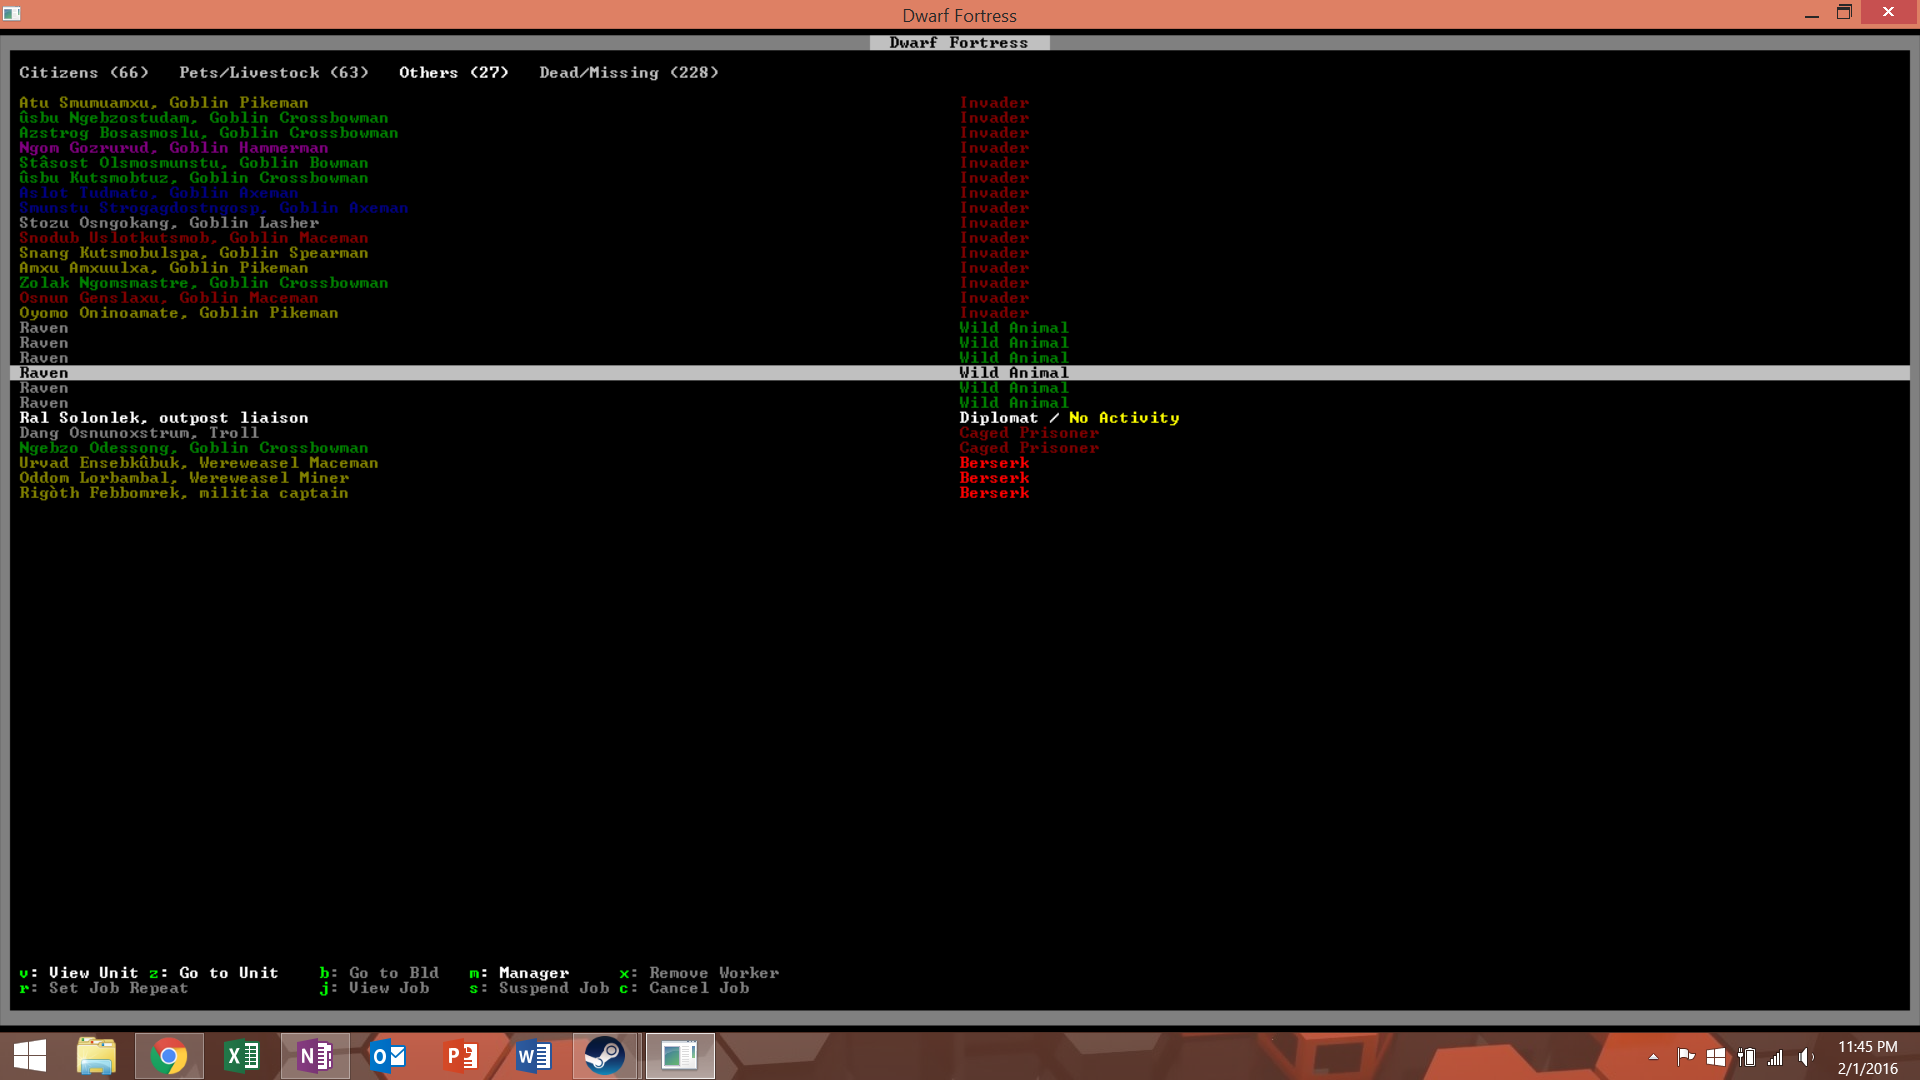 Dwarf Fortress
Dwarf Fortress
Citizens (66) Pets/Livestock (63) Others (27) Dead/Missing (228)
Atu Smumuamxu, Goblin Pikeman Invader
ûsbu Ngebzostudam, Goblin Crossbowman Invader
Azstrog Bosasmoslu, Goblin Crossbowman Invader
Ngom Gozrurud, Goblin Hammerman Invader
Stâsost Olsmosmunstu, Goblin Bowman Invader
ûsbu Kutsmobtuz, Goblin Crossbowman Invader
Aslot Tudmato, Goblin Axeman Invader
Smunstu Strogagdostngosp, Goblin Axeman Invader
Stozu Osngokang, Goblin Lasher Invader
Snodub Uslotkutsmob, Goblin Maceman Invader
Snang Kutsmobulspa, Goblin Spearman Invader
Amxu Amxuulxa, Goblin Pikeman Invader
Zolak Ngomsmastre, Goblin Crossbowman Invader
Osnun Genslaxu, Goblin Maceman Invader
Oyomo Oninoamate, Goblin Pikeman Invader
Raven Wild Animal
Raven Wild Animal
Raven Wild Animal
Raven Wild Animal
Raven Wild Animal
Raven Wild Animal
Ral Solonlek, outpost liaison Diplomat / No Activity
Dang Osnunoxstrum, Troll Caged Prisoner
Ngebzo Odessong, Goblin Crossbowman Caged Prisoner
Urvad Ensebkûbuk, Wereweasel Maceman Berserk
Oddom Lorbambal, Wereweasel Miner Berserk
Rigòth Febbomrek, militia captain Berserk
v: View Unit z: Go to Unit b: Go to Bld m: Manager x: Remove Worker
r: Set Job Repeat j: View Job s: Suspend Job c: Cancel Job
11:45 PM
2/1/2016